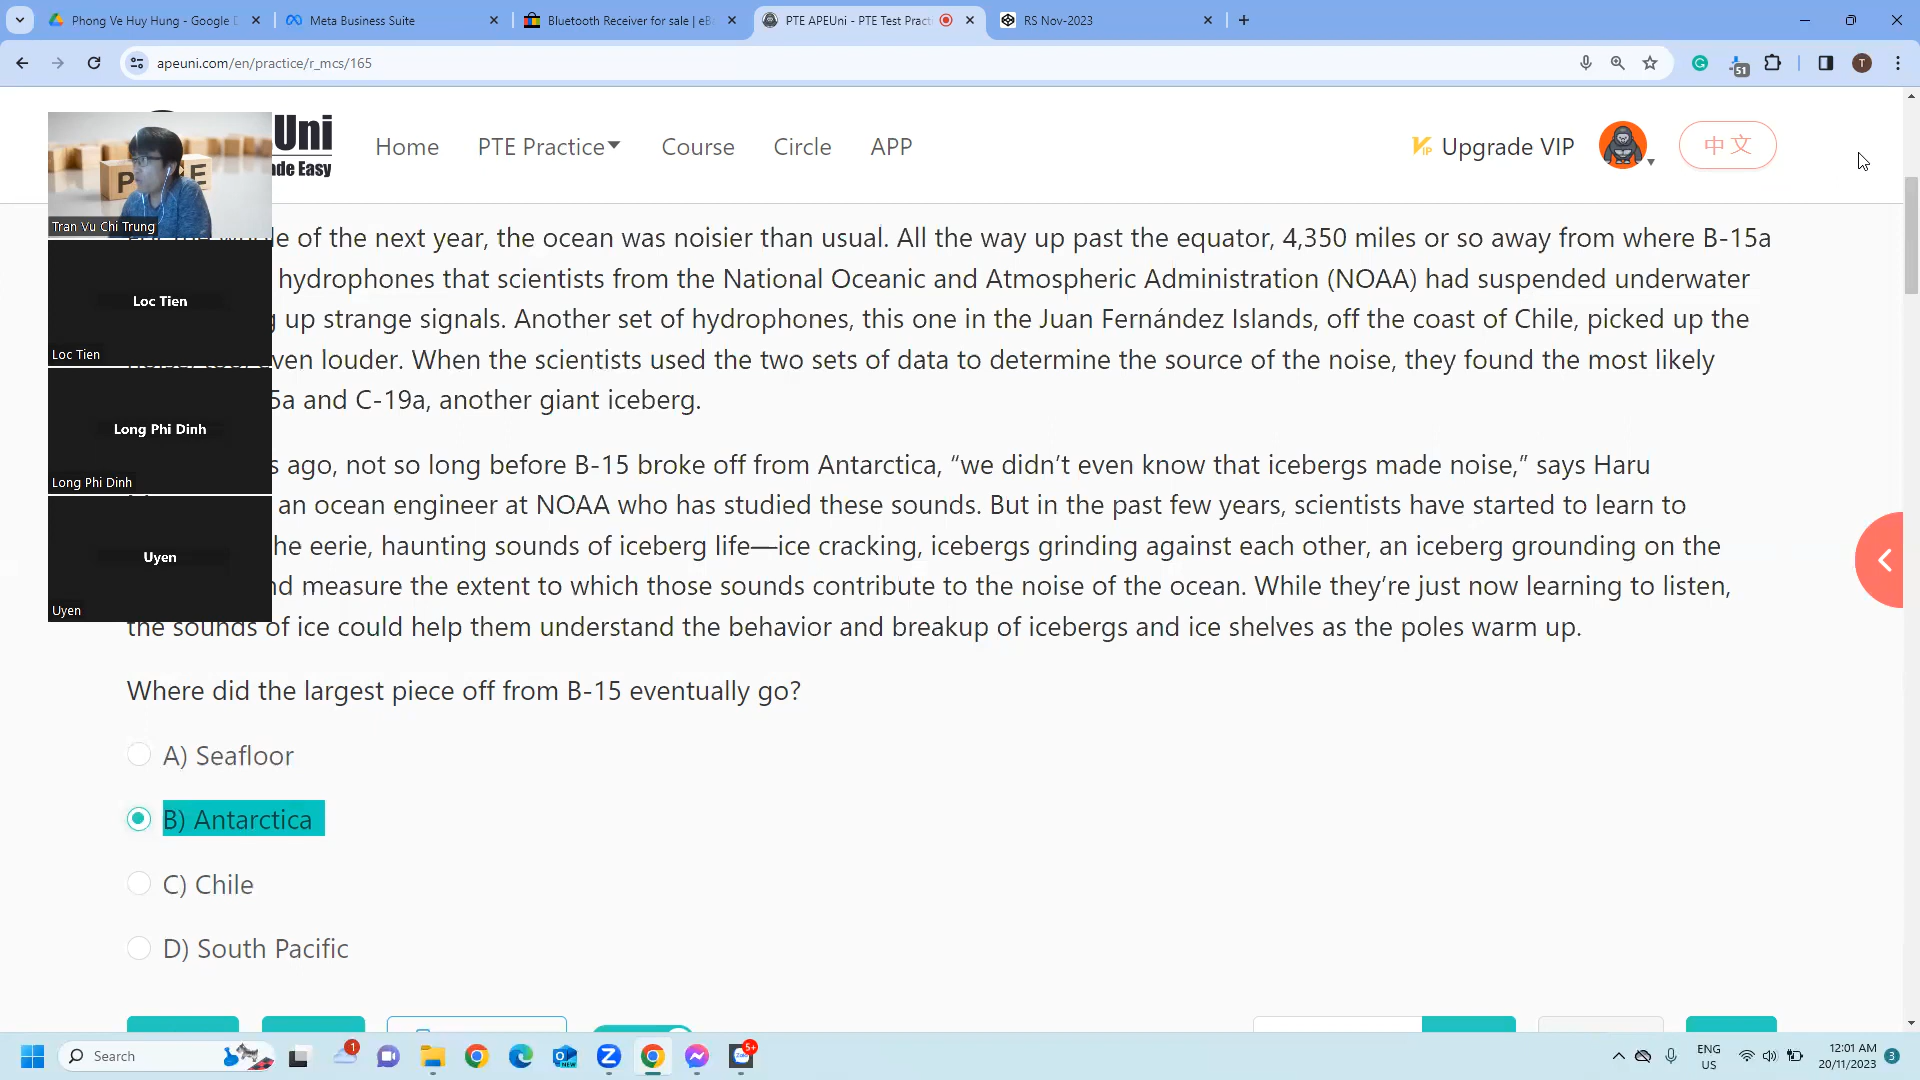 Phong Ve Huy Hung - Google
Meta Business Suite
Bluetooth Receiver for sale | eB
PTE APEUni - PTE Test Pract
RS Nov-2023
apeuni.com/en/practice/r_mcs/165
51
T
Uni
de Easy
Home
PTE Practice
Course
Circle
APP
VIP
Upgrade VIP
中文
Tran Vu Chi Trung
of the next year, the ocean was noisier than usual. All the way up past the equator, 4,350 miles or so away from where B-15a
hydrophones that scientists from the National Oceanic and Atmospheric Administration (NOAA) had suspended underwater
up strange signals. Another set of hydrophones, this one in the Juan Fernández Islands, off the coast of Chile, picked up the
even louder. When the scientists used the two sets of data to determine the source of the noise, they found the most likely
5a and C-19a, another giant iceberg.
Loc Tien
Loc Tien
s ago, not so long before B-15 broke off from Antarctica, “we didn’t even know that icebergs made noise,” says Haru
an ocean engineer at NOAA who has studied these sounds. But in the past few years, scientists have started to learn to
he eerie, haunting sounds of iceberg life—ice cracking, icebergs grinding against each other, an iceberg grounding on the
nd measure the extent to which those sounds contribute to the noise of the ocean. While they’re just now learning to listen,
the sounds of ice could help them understand the behavior and breakup of icebergs and ice shelves as the poles warm up.
Long Phi Dinh
Long Phi Dinh
Uyen
Uyen
Where did the largest piece off from B-15 eventually go?
A) Seafloor
B) Antarctica
C) Chile
D) South Pacific
Search
1
NEW
Zalo
5+
ENG
US
12:01 AM
20/11/2023
3